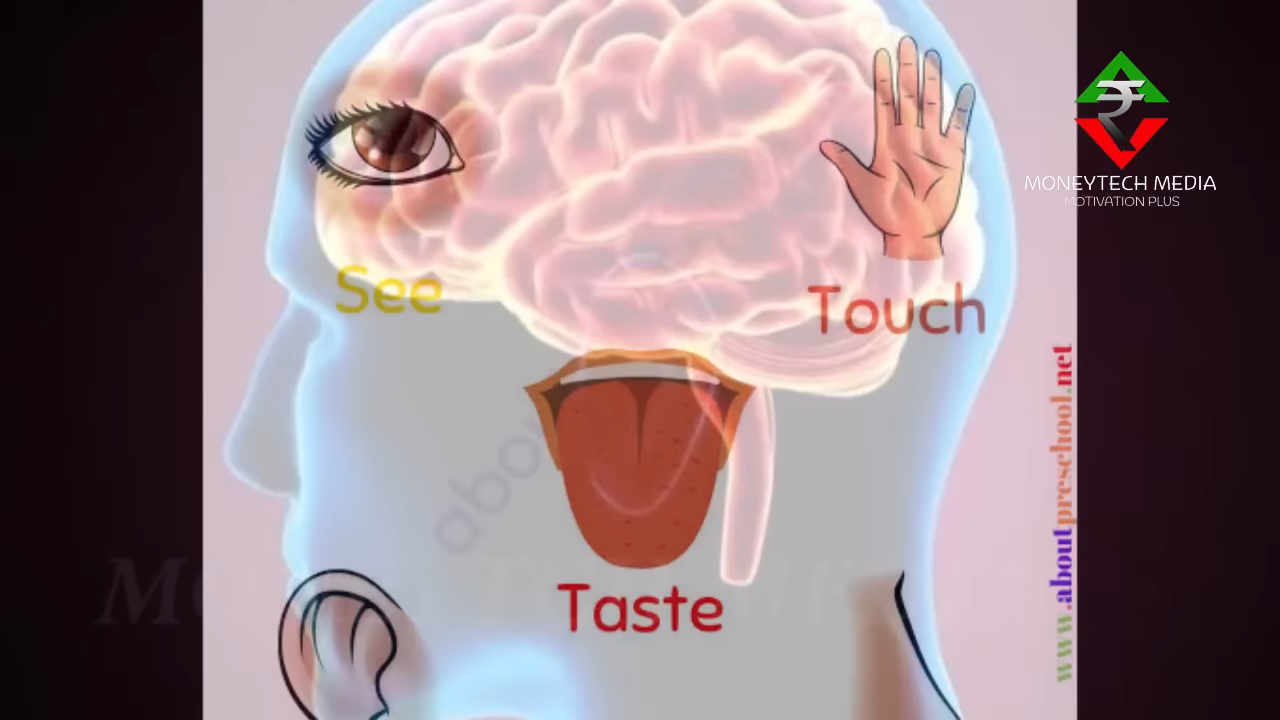 MONEYTECH MEDIA
MOTIVATION PLUS
See
Touch
Taste
www.aboutpreschool.net